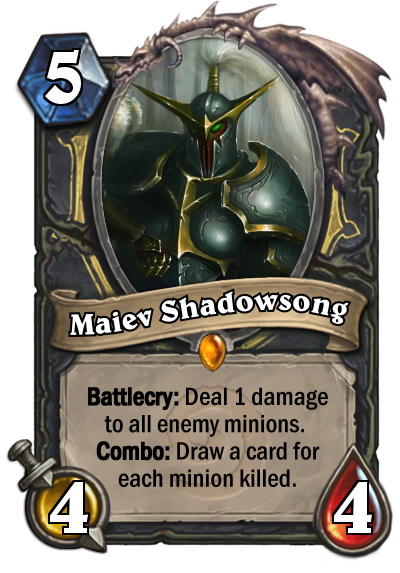 5
Maiev Shadowsong
Battlecry: Deal 1 damage
to all enemy minions.
Combo: Draw a card for
each minion killed.
4
4